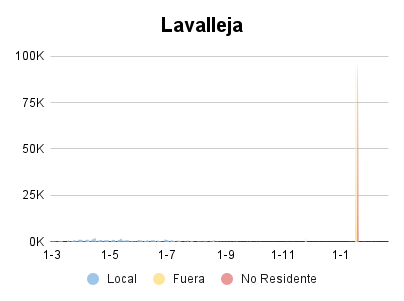 Lavalleja
100K
75K
50K
25K
0K
1-3 1-5 1-7 1-9 1-11 1-1
Local Fuera No Residente